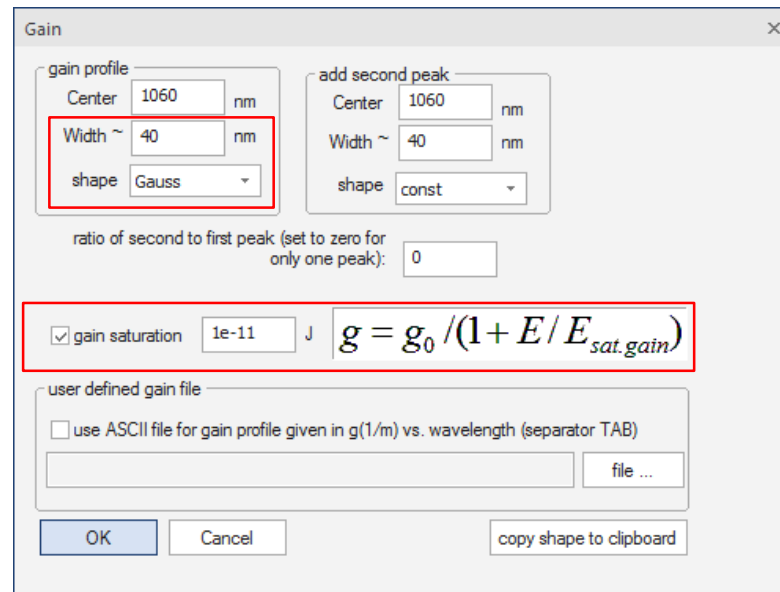 Gain
gain profile
Center 1060 nm
Width ~ 40 nm
shape Gauss
add second peak
Center 1060 nm
Width ~ 40 nm
shape const
ratio of second to first peak (set to zero for
only one peak): 0
gain saturation 1e-11 J g = g₀ /(1+ E/ E_sat.gain)
user defined gain file
use ASCII file for gain profile given in g(1/m) vs. wavelength (separator TAB)
file ...
OK Cancel copy shape to clipboard